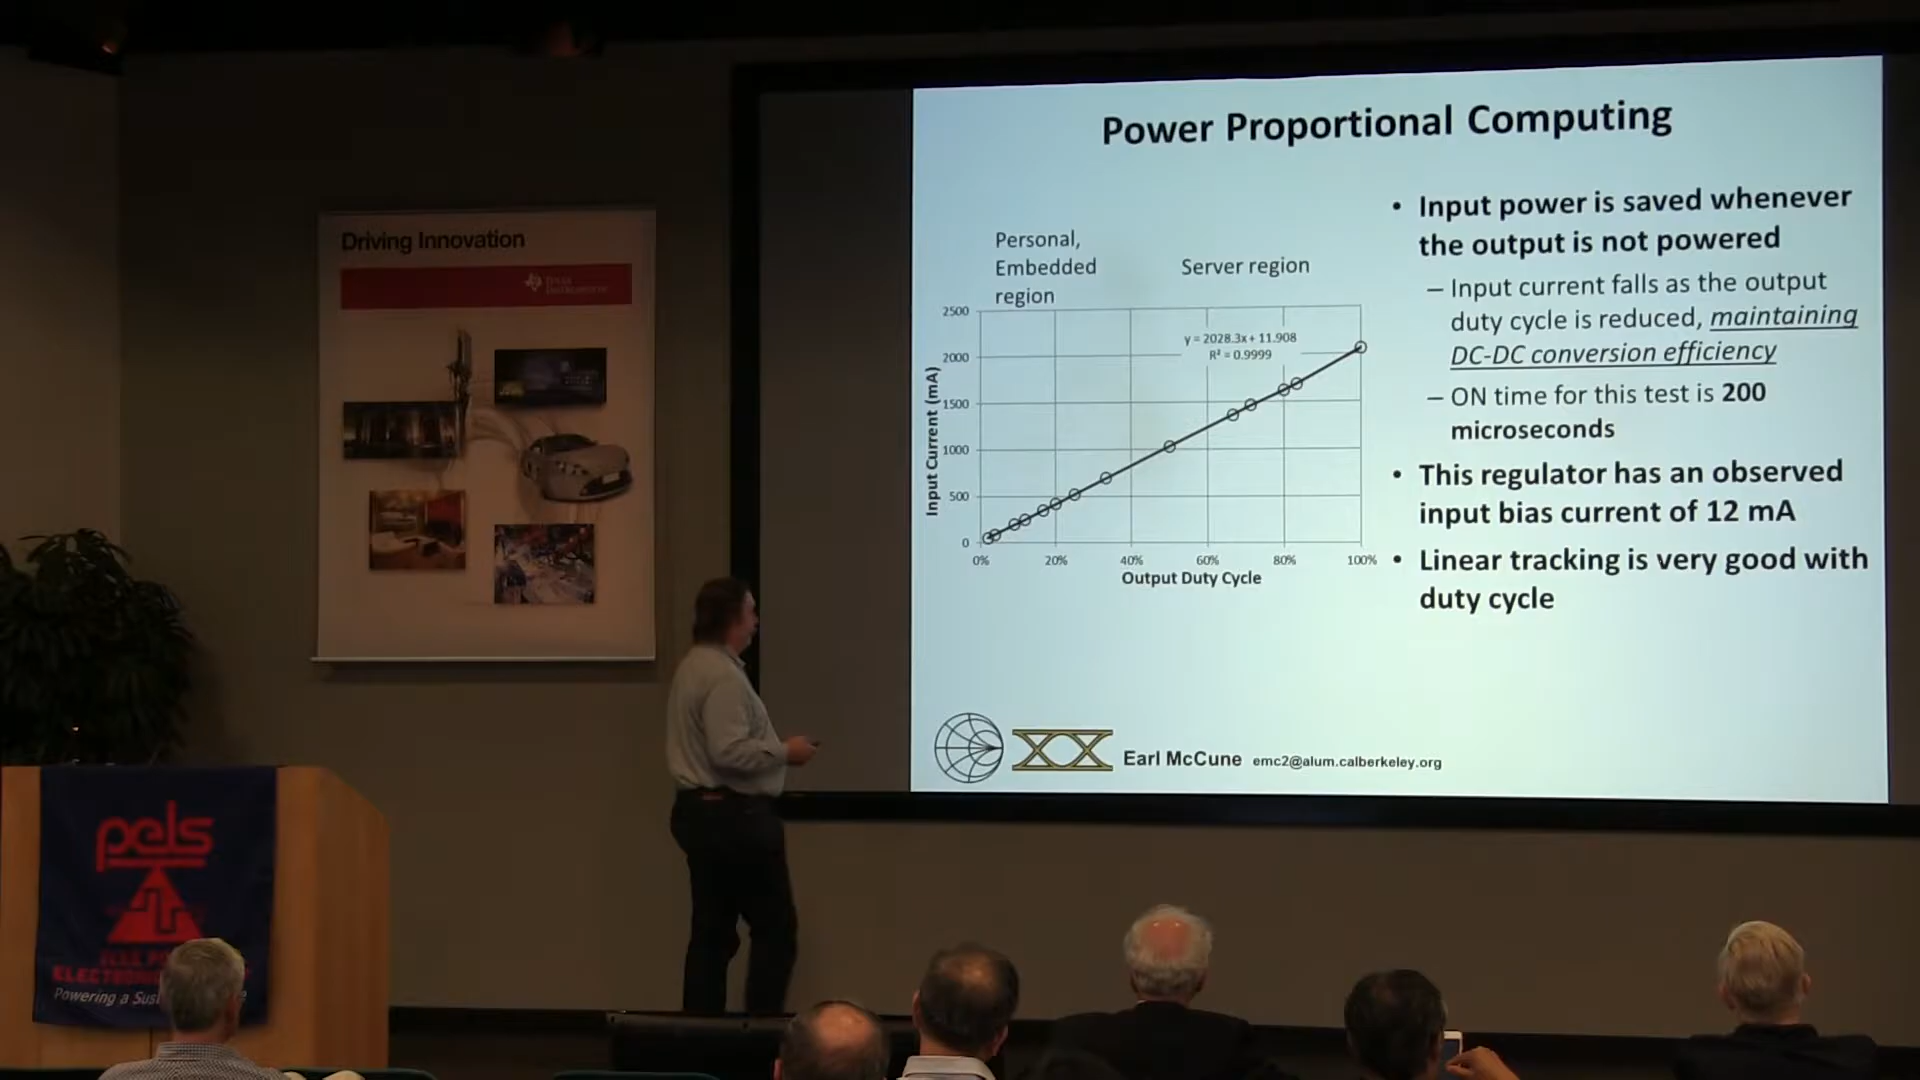 Driving Innovation
TEXAS
INSTRUMENTS
Power Proportional Computing
Personal,
Embedded
region
Server region
2500
2000
1500
1000
500
0
Input Current (mA)
y = 2028.3x + 11.908
R² = 0.9999
0%
20%
40%
60%
80%
100%
Output Duty Cycle
• Input power is saved whenever
the output is not powered
– Input current falls as the output
duty cycle is reduced, maintaining
DC-DC conversion efficiency
– ON time for this test is 200
microseconds
• This regulator has an observed
input bias current of 12 mA
• Linear tracking is very good with
duty cycle
Earl McCune emc2@alum.calberkeley.org
pels
Powering a